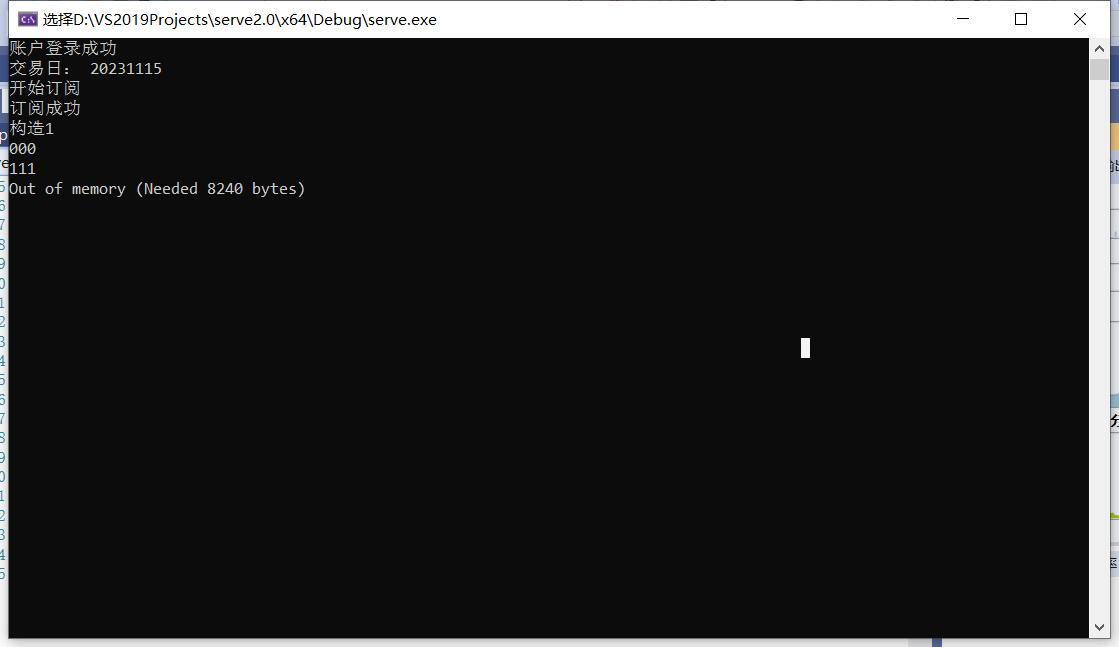 选择D:\VS2019Projects\serve2.0\x64\Debug\serve.exe
账户登录成功
交易日： 20231115
开始订阅
订阅成功
构造1
000
111
Out of memory (Needed 8240 bytes)